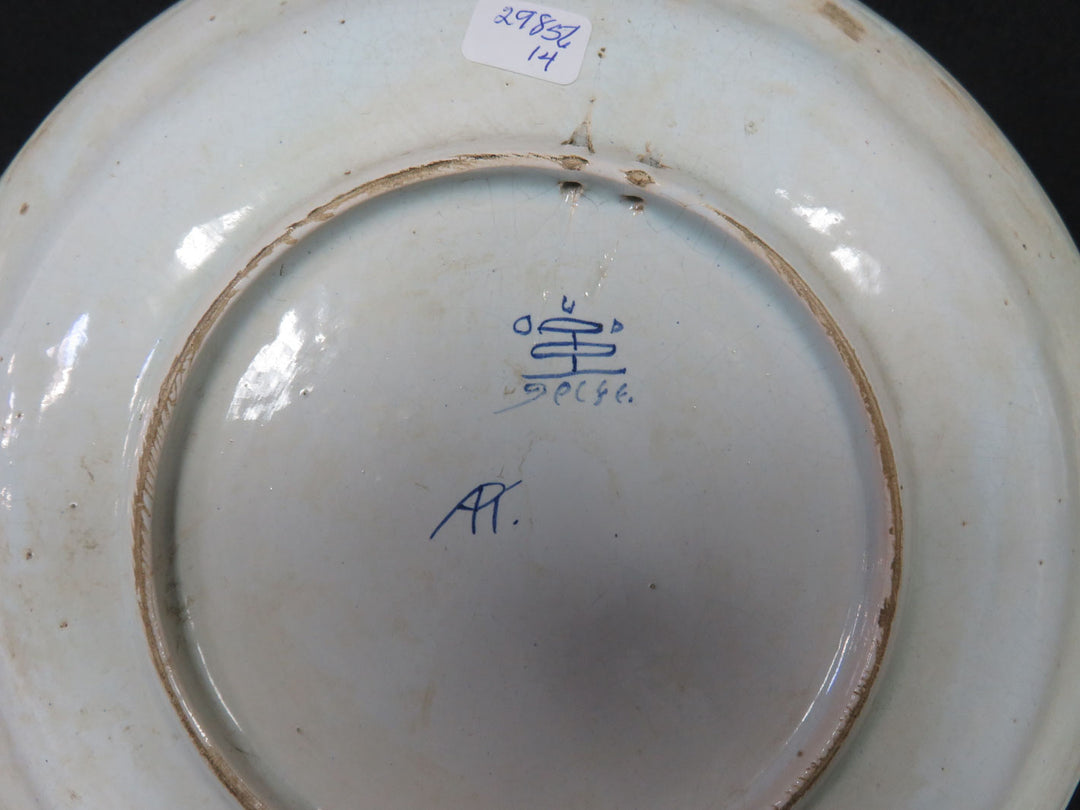 29856
14
O U D
Delft.
AK.